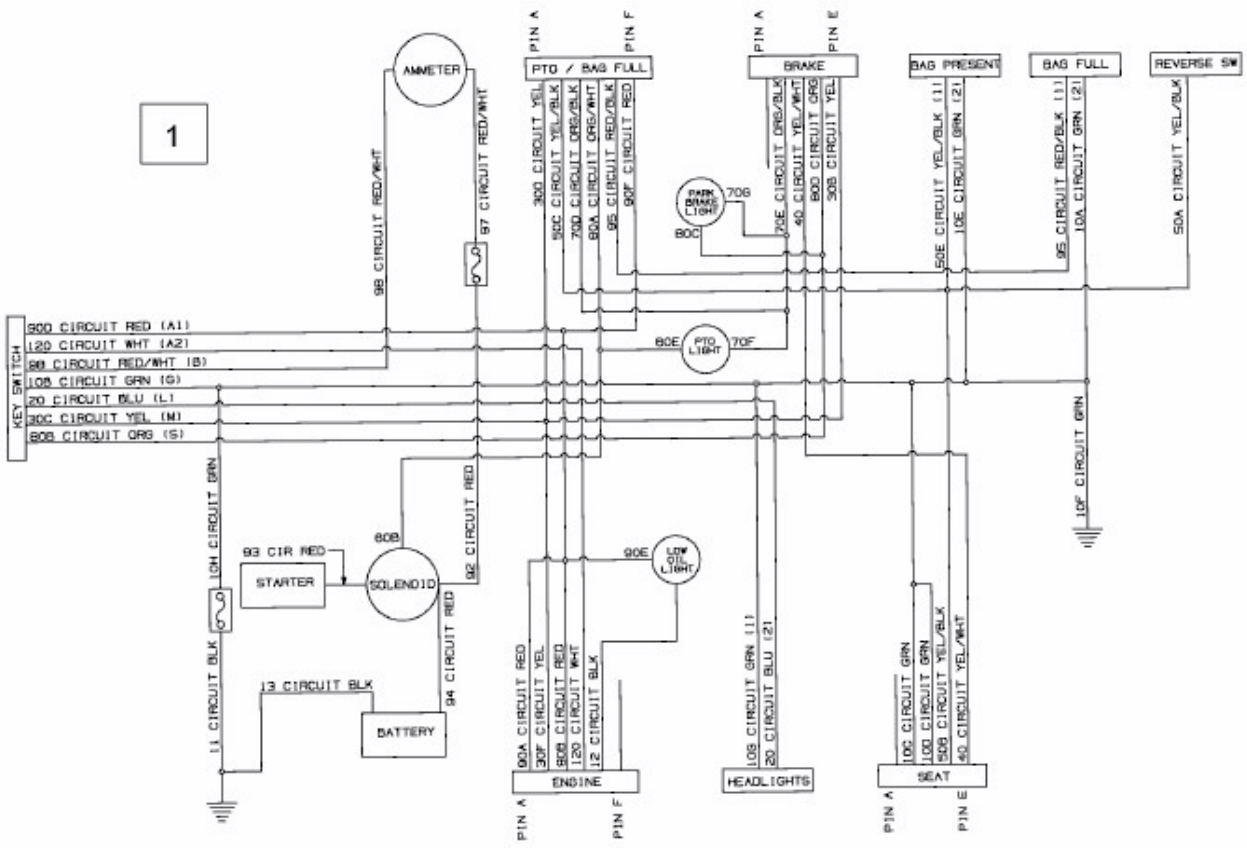 PIN A
PIN F
PIN A
PIN E
AMMETER
PTO / BAG FULL
BRAKE
BAG PRESENT
BAG FULL
REVERSE SW
1
98 CIRCUIT RED/WHT
97 CIRCUIT RED/WHT
30D CIRCUIT YEL
50C CIRCUIT YEL/BLK
70D CIRCUIT ORG/BLK
60A CIRCUIT ORG/WHT
95 CIRCUIT RED/BLK
90F CIRCUIT RED
70E CIRCUIT ORG/BLK
40 CIRCUIT YEL/WHT
80D CIRCUIT ORG
30B CIRCUIT YEL
50E CIRCUIT YEL/BLK (1)
10E CIRCUIT GRN (2)
95 CIRCUIT RED/BLK (1)
10A CIRCUIT GRN (2)
50A CIRCUIT YEL/BLK
PARK BRAKE LIGHT
70G
80C
KEY SWITCH
90D CIRCUIT RED (A1)
120 CIRCUIT WHT (A2)
98 CIRCUIT RED/WHT (B)
10B CIRCUIT GRN (G)
20 CIRCUIT BLU (L)
30C CIRCUIT YEL (M)
80B CIRCUIT ORG (S)
60E
PTO LIGHT
70F
10H CIRCUIT GRN
92 CIRCUIT RED
10F CIRCUIT GRN
60B
93 CIR RED
STARTER
SOLENOID
90E
LOW OIL LIGHT
11 CIRCUIT BLK
13 CIRCUIT BLK
94 CIRCUIT RED
BATTERY
90A CIRCUIT RED
30F CIRCUIT YEL
90B CIRCUIT RED
120 CIRCUIT WHT
12 CIRCUIT BLK
10G CIRCUIT GRN (1)
20 CIRCUIT BLU (2)
10C CIRCUIT GRN
10D CIRCUIT GRN
50B CIRCUIT YEL/BLK
40 CIRCUIT YEL/WHT
ENGINE
HEADLIGHTS
SEAT
PIN A
PIN F
PIN A
PIN E